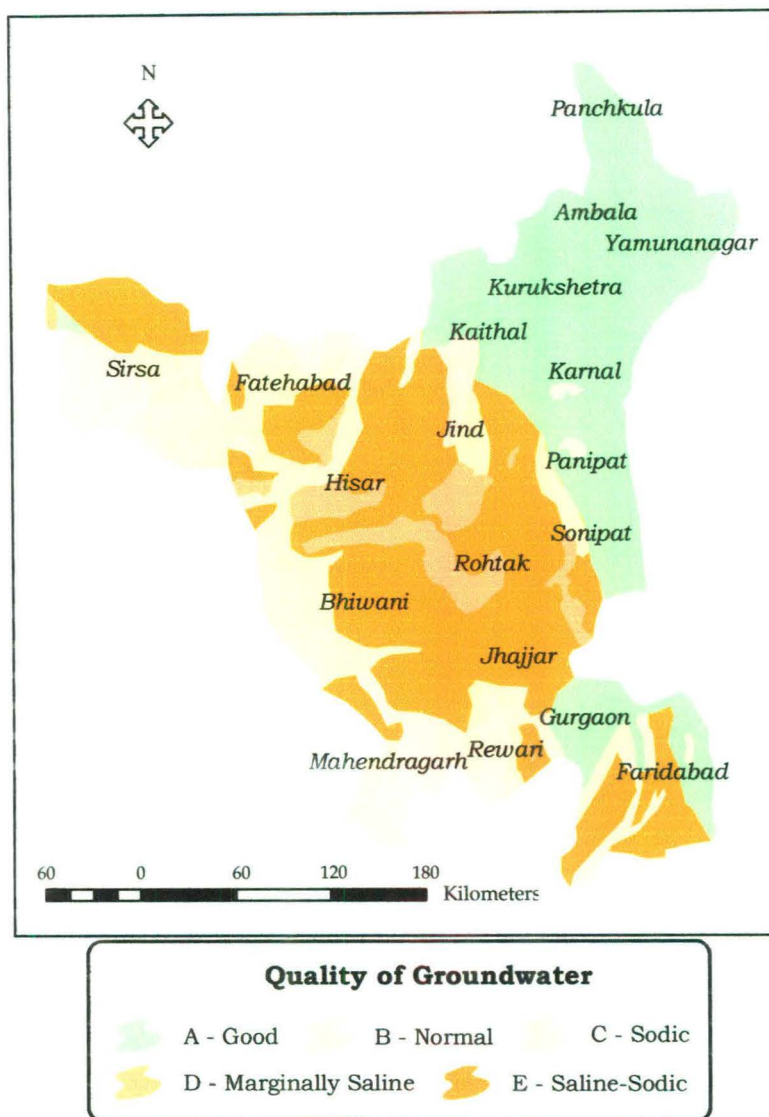 N
Panchkula
Ambala
Yamunanagar
Kurukshetra
Kaithal
Karnal
Sirsa
Fatehabad
Jind
Panipat
Hisar
Sonipat
Rohtak
Bhiwani
Jhajjar
Gurgaon
Rewari
Mahendragarh
Faridabad
60 0 60 120 180
Kilometers
Quality of Groundwater
A - Good B - Normal C - Sodic
D - Marginally Saline E - Saline-Sodic